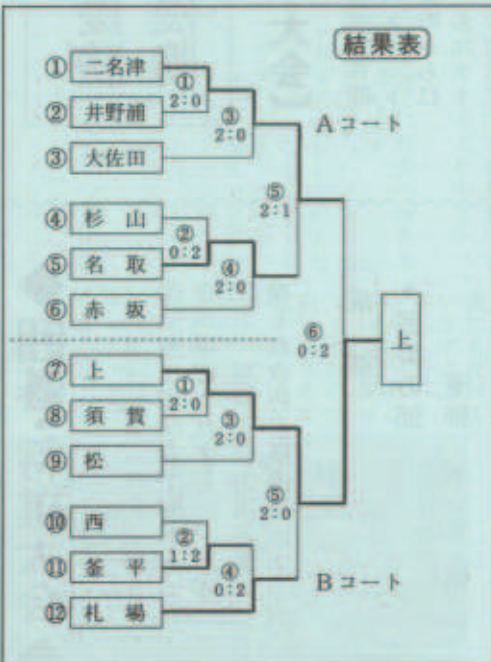 結果表
① 二名津
① 2:0
② 井野浦
③ 2:0
Aコート
③ 大佐田
⑤ 2:1
④ 杉山
② 0:2
⑤ 名取
④ 2:0
⑥ 赤坂
⑥ 0:2
上
⑦ 上
① 2:0
⑧ 須賀
③ 2:0
⑨ 松
⑤ 2:0
⑩ 西
② 1:2
⑪ 釜平
④ 0:2
Bコート
⑫ 札場